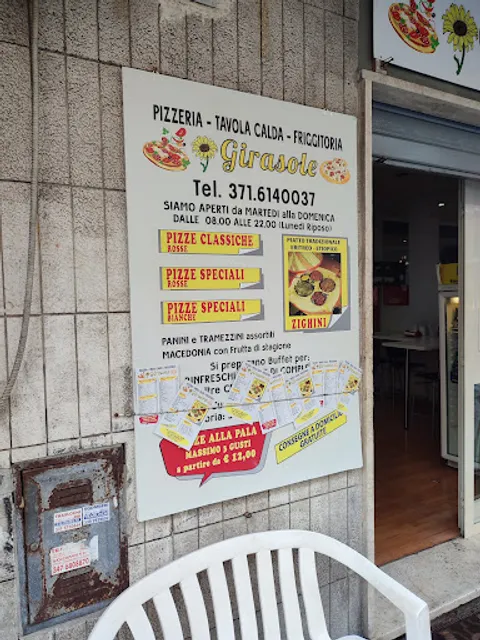 PIZZERIA - TAVOLA CALDA - FRIGGITORIA
Girasole
Tel. 371.6140037
SIAMO APERTI da MARTEDI alla DOMENICA
DALLE 08.00 ALLE 22.00 (Lunedi Riposo)
PIZZE CLASSICHE
ROSSE
PIZZE SPECIALI
ROSSE
PIZZE SPECIALI
BIANCHE
PIATTO TRADIZIONALE
ERITREO - ETIOPICO
ZIGHINI
PANINI e TRAMEZZINI assortiti
MACEDONIA con Frutta di stagione
Si preparano Buffet per:
RINFRESCHI DI COMPLE
ALLA PALA
MASSIMO 3 GUSTI
a partire da € 12,00
CONSEGNE A DOMICILIO
GRATUITE